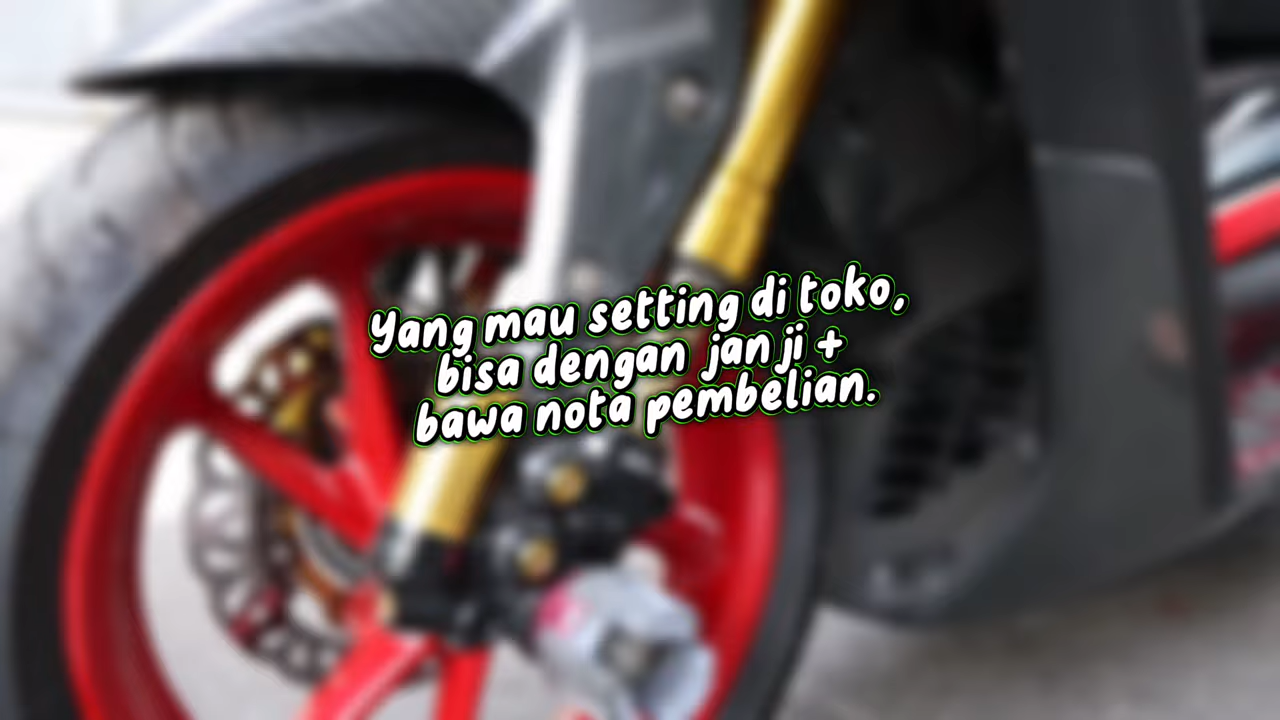 Yang mau setting di toko,
bisa dengan janji +
bawa nota pembelian.